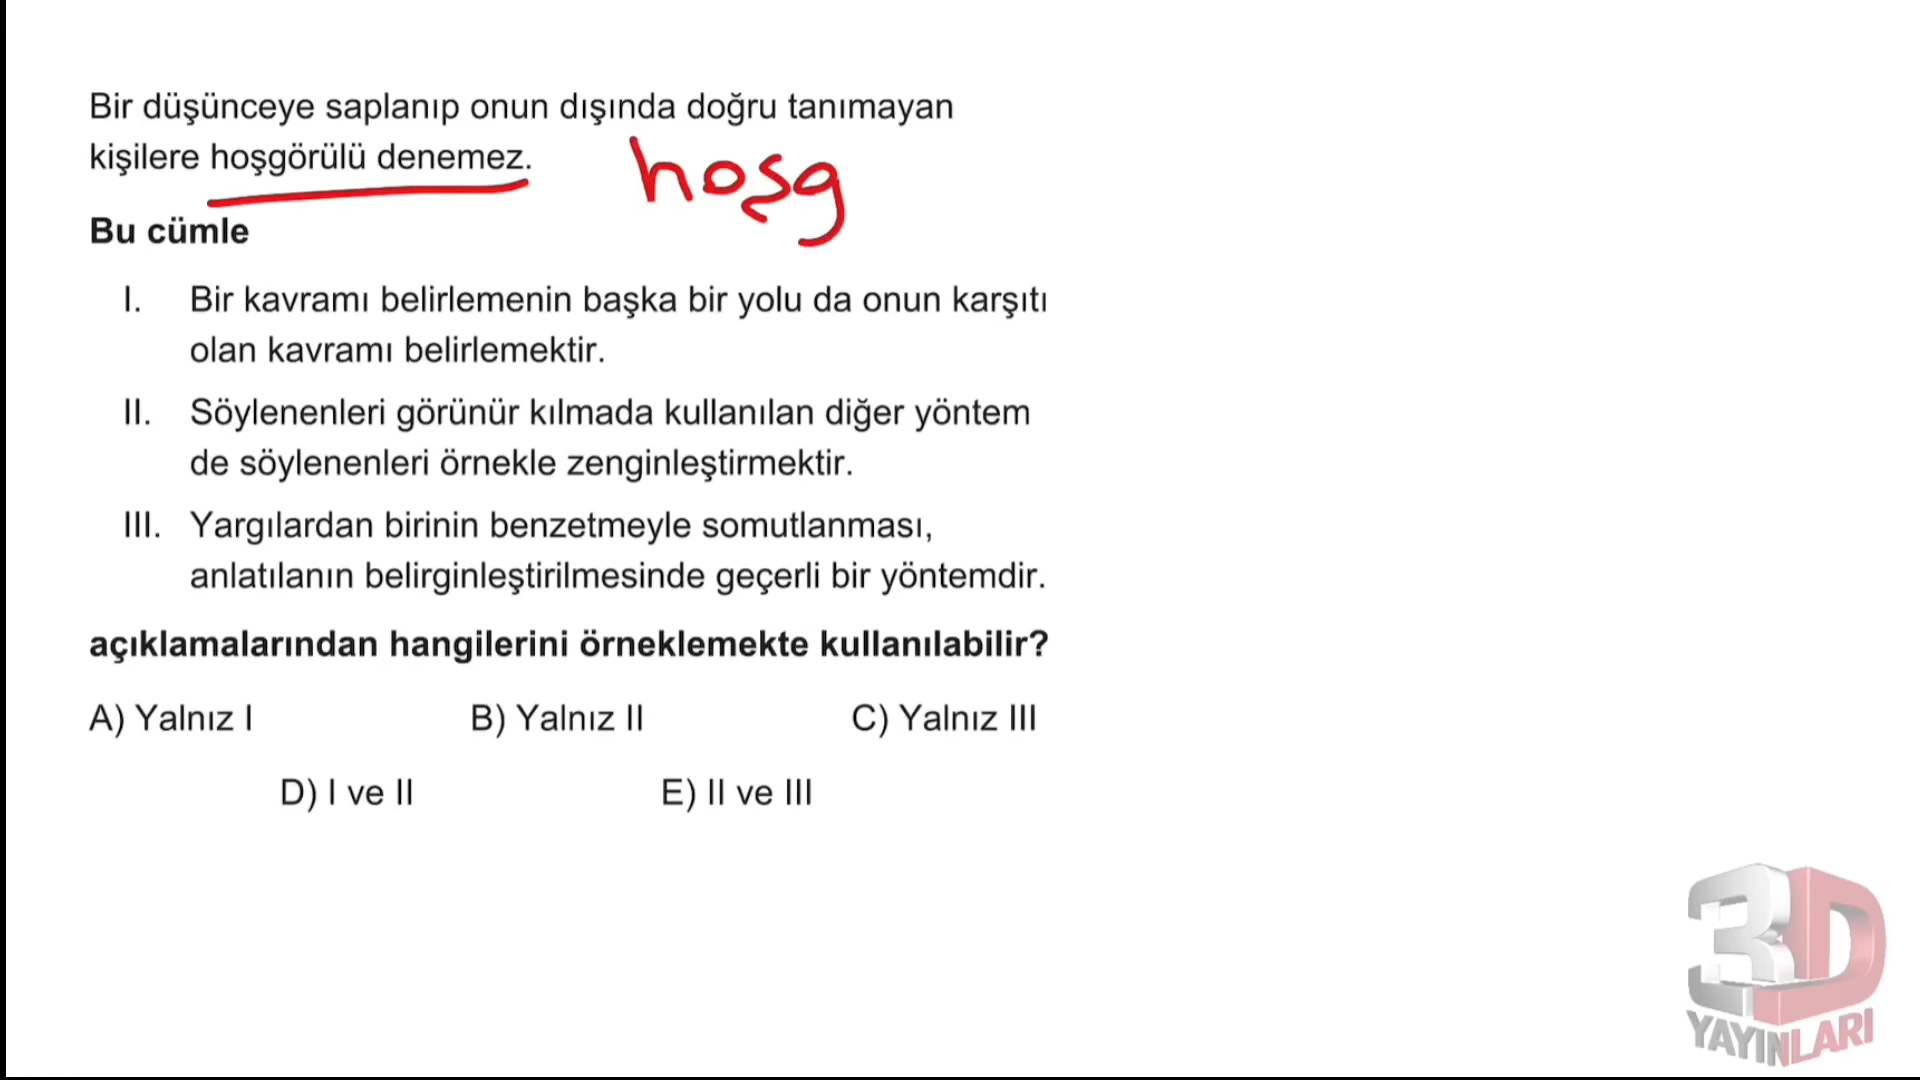 Bir düşünceye saplanıp onun dışında doğru tanımayan
kişilere hoşgörülü denemez.
hoşg
Bu cümle
I. Bir kavramı belirlemenin başka bir yolu da onun karşıtı
olan kavramı belirlemektir.
II. Söylenenleri görünür kılmada kullanılan diğer yöntem
de söylenenleri örnekle zenginleştirmektir.
III. Yargılardan birinin benzetmeyle somutlanması,
anlatılanın belirginleştirilmesinde geçerli bir yöntemdir.
açıklamalarından hangilerini örneklemekte kullanılabilir?
A) Yalnız I B) Yalnız II C) Yalnız III
D) I ve II E) II ve III
3D
YAYINLARI